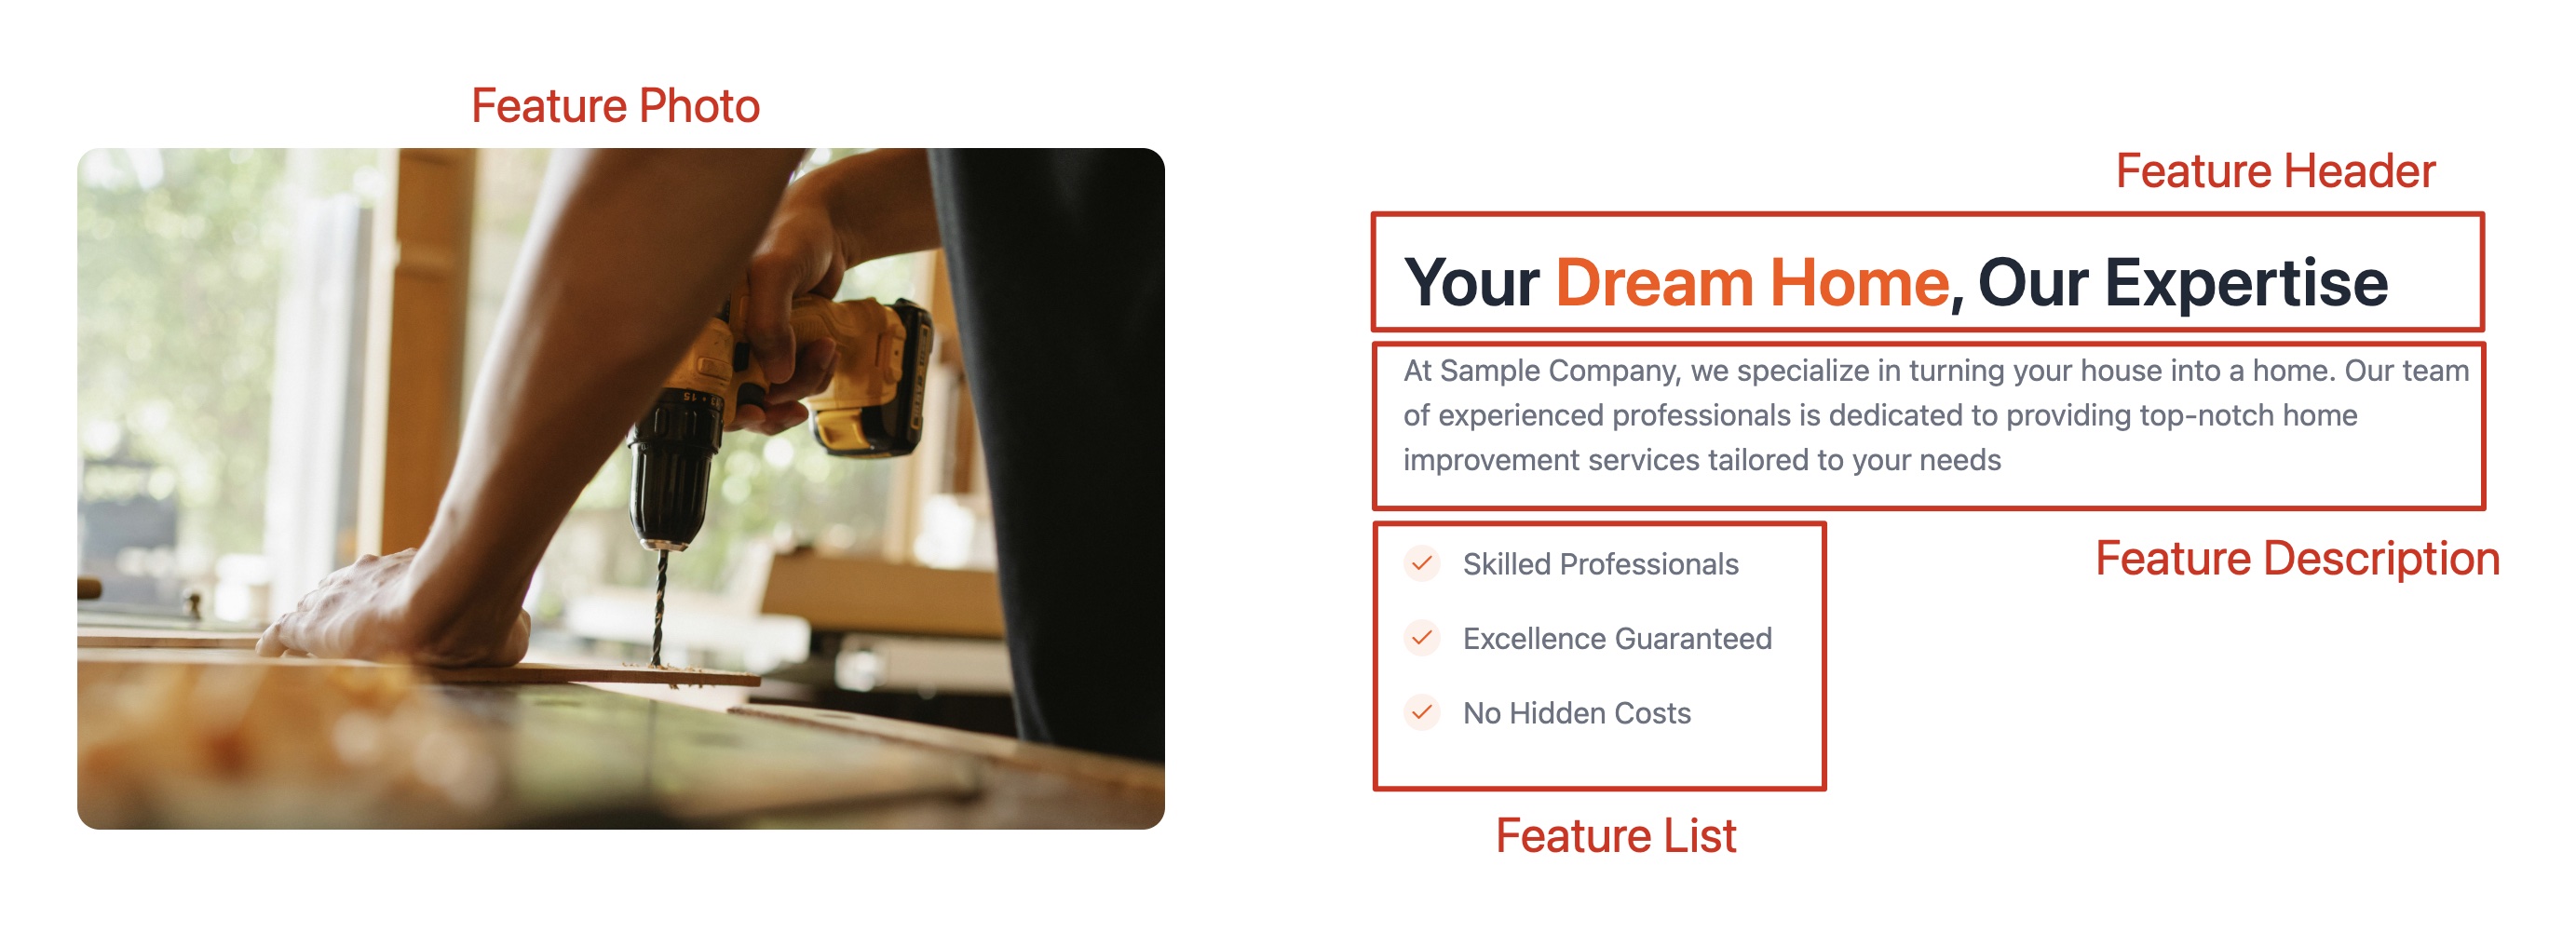 Feature Photo
Feature Header
Your Dream Home, Our Expertise
At Sample Company, we specialize in turning your house into a home. Our team
of experienced professionals is dedicated to providing top-notch home
improvement services tailored to your needs
Feature Description
Skilled Professionals
Excellence Guaranteed
No Hidden Costs
Feature List